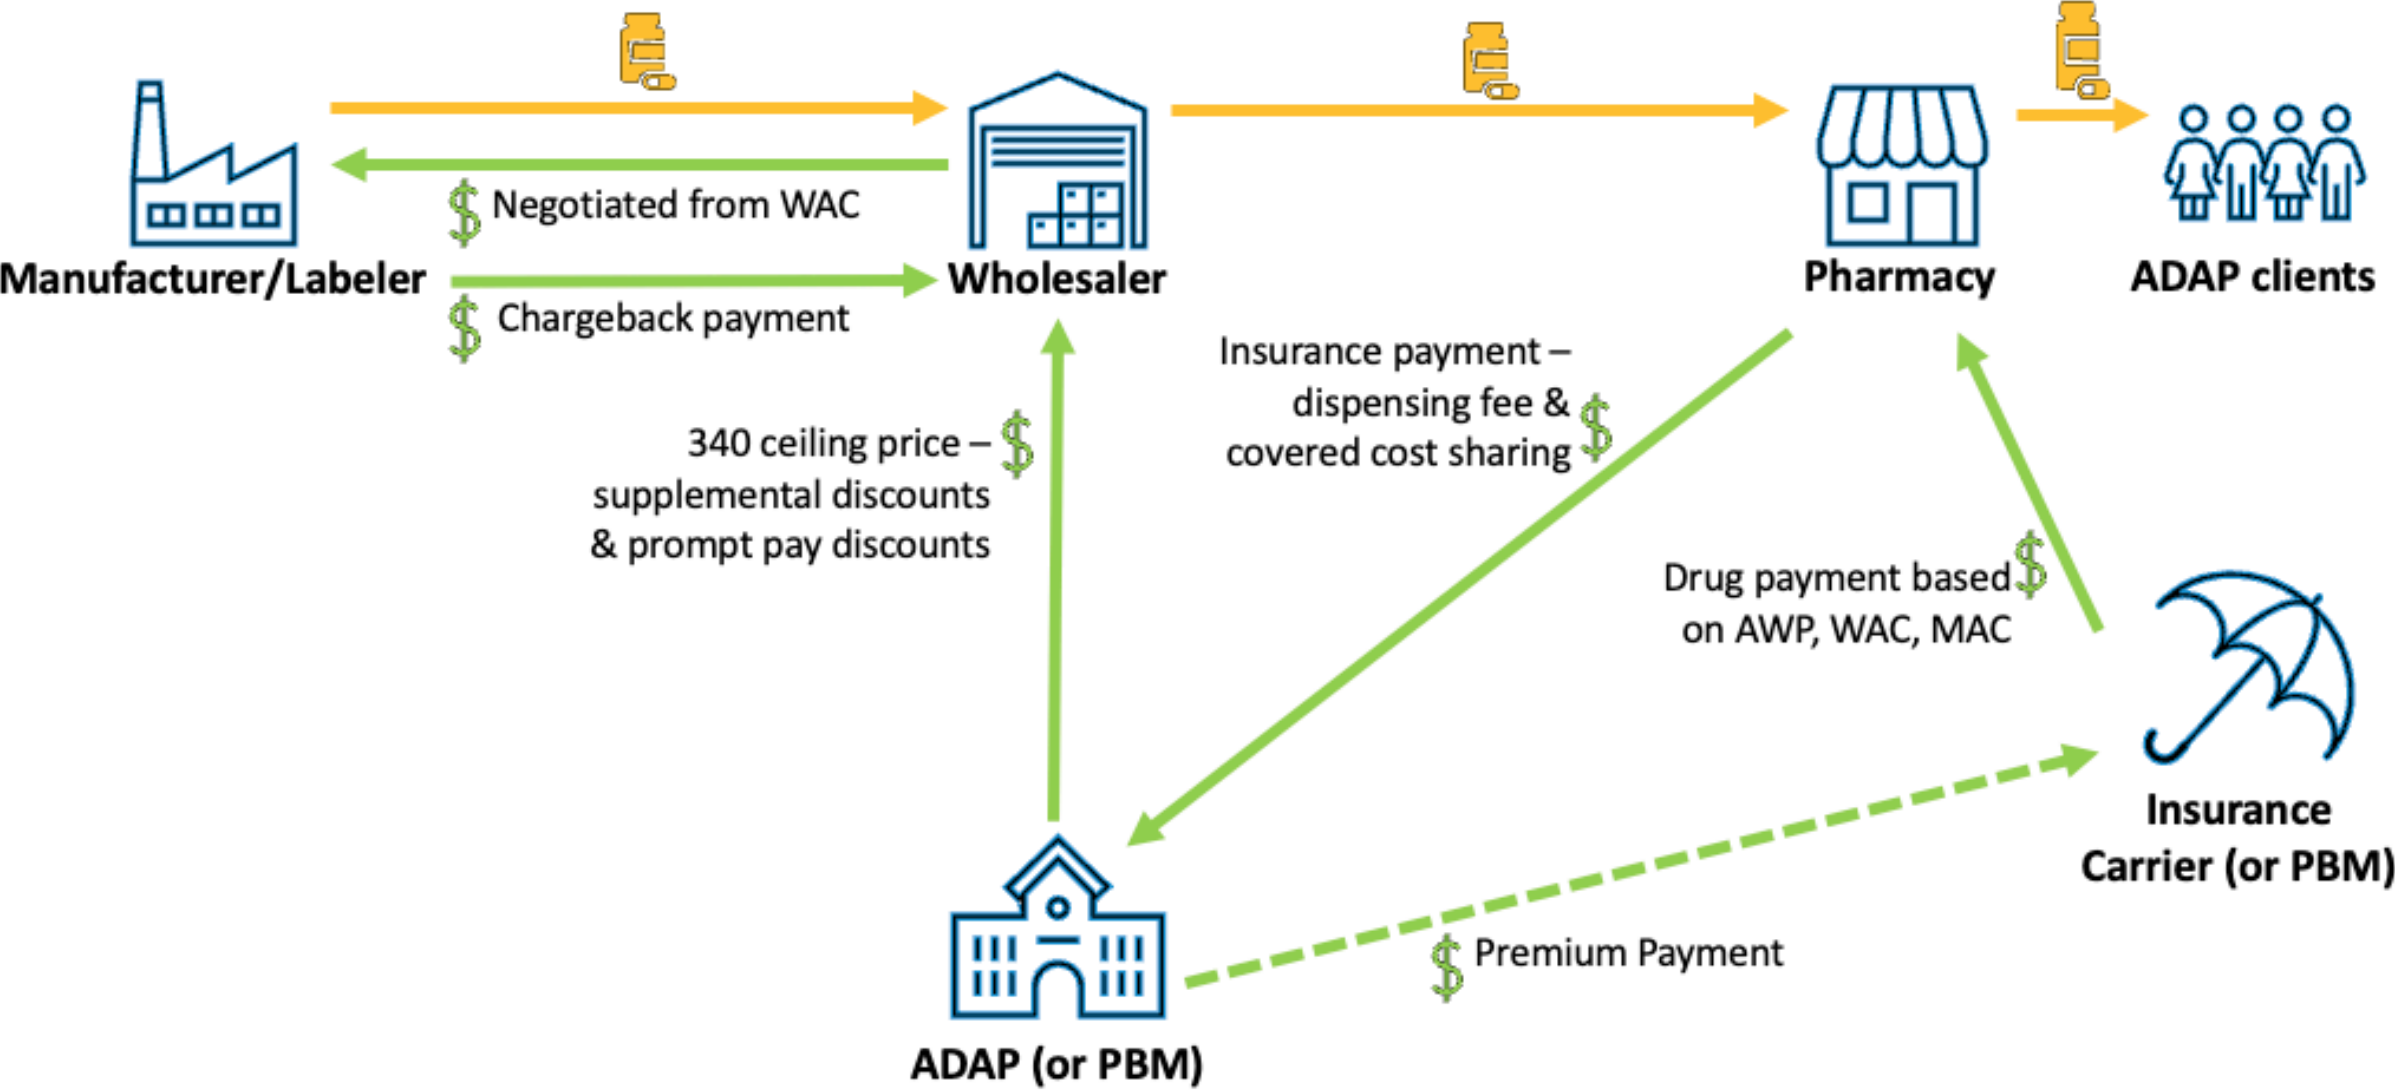 $ Negotiated from WAC
Manufacturer/Labeler
Wholesaler
Pharmacy
ADAP clients
$ Chargeback payment
Insurance payment –
dispensing fee & $
covered cost sharing
340 ceiling price – $
supplemental discounts
& prompt pay discounts
Drug payment based $
on AWP, WAC, MAC
Insurance
Carrier (or PBM)
$ Premium Payment
ADAP (or PBM)